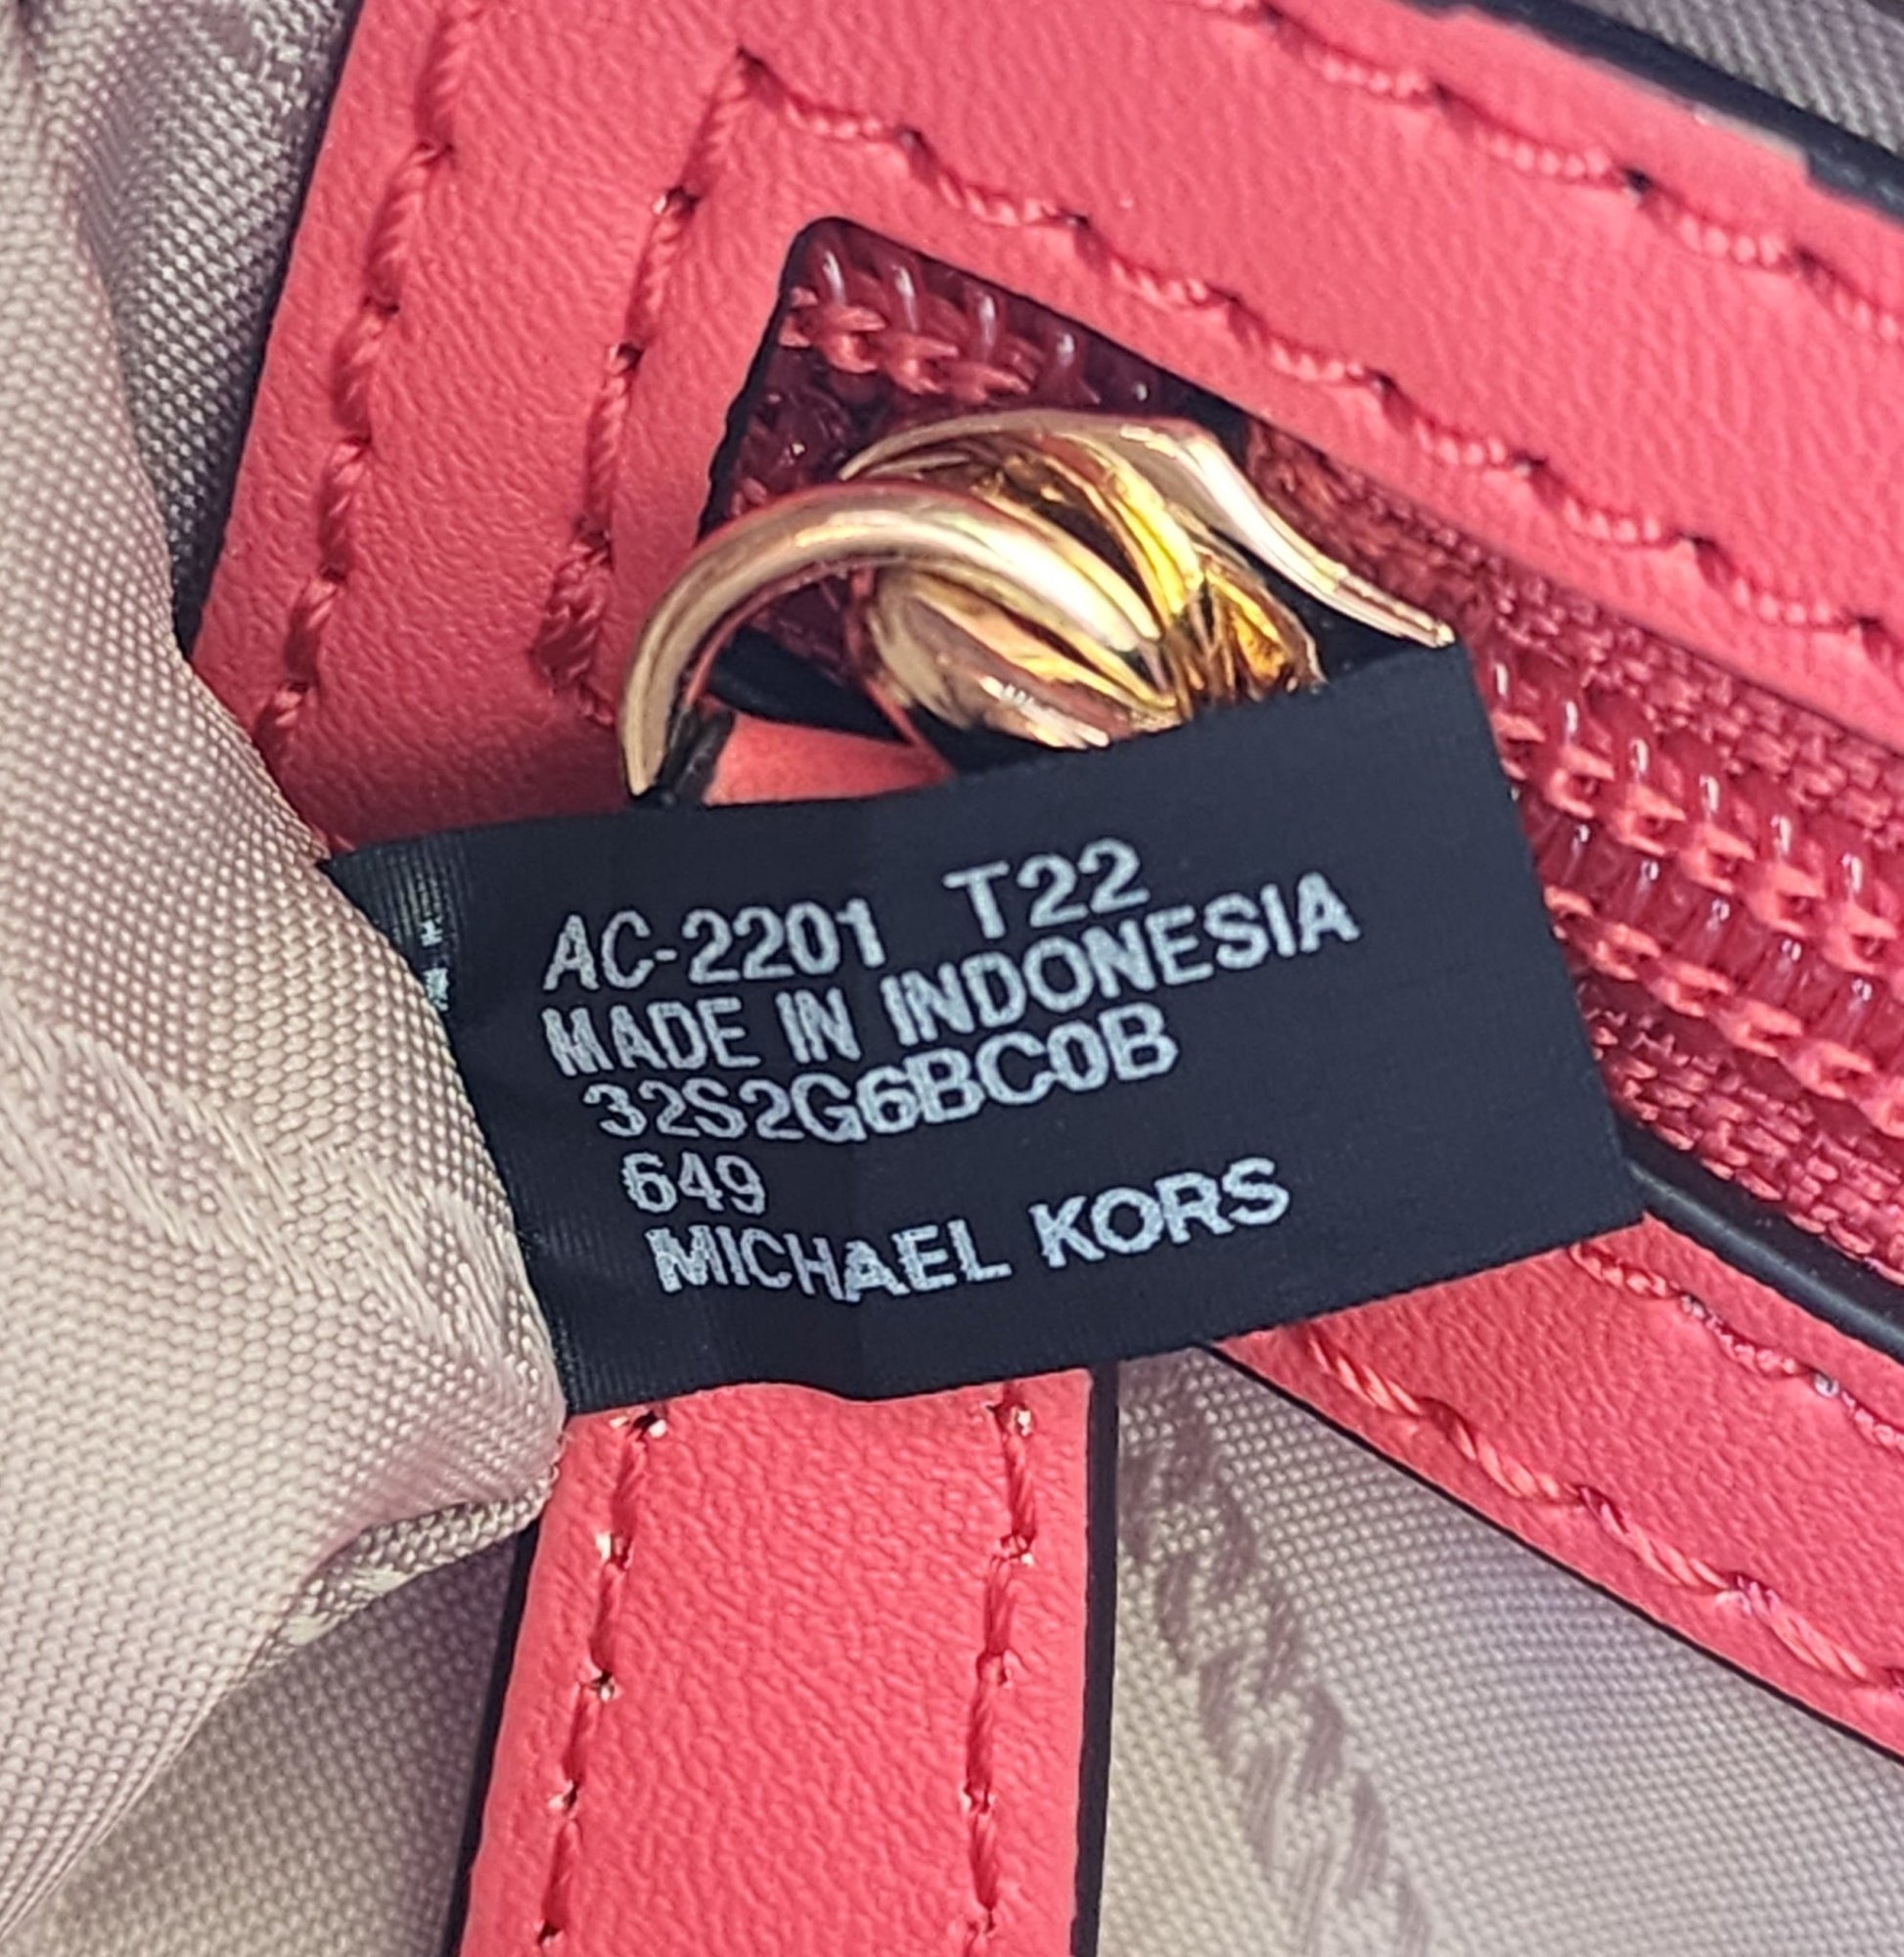 AC-2201 T22
MADE IN INDONESIA
32S2G6BC0B
649
MICHAEL KORS